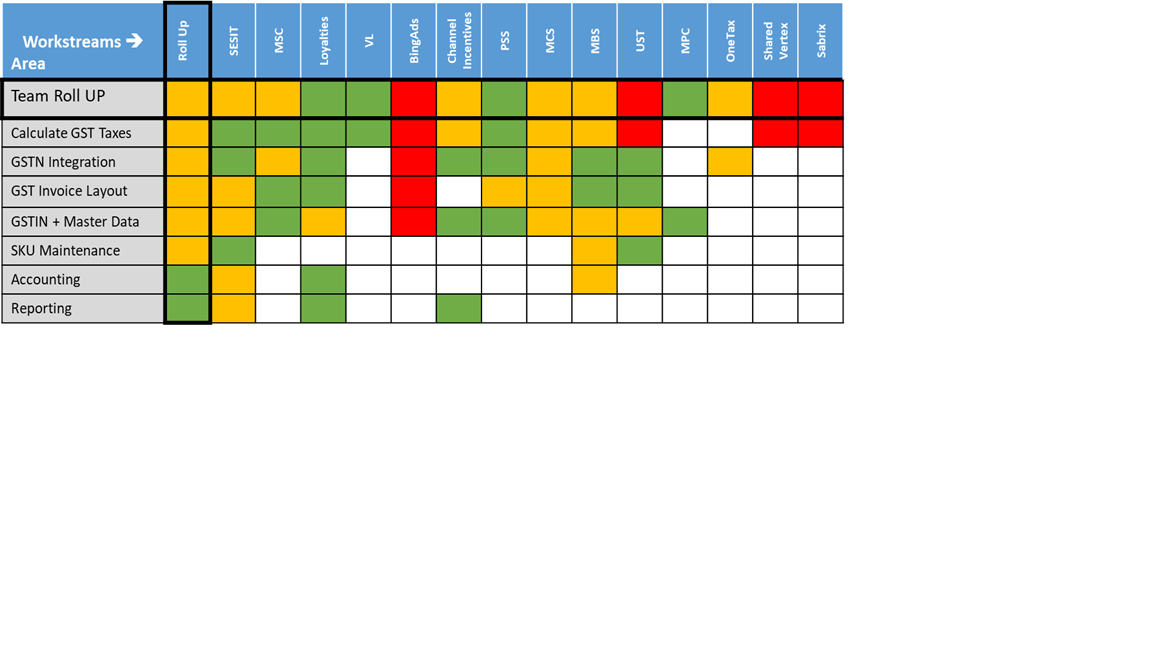 Workstreams ➔
Area
Roll Up
SESIT
MSC
Loyalties
VL
BingAds
Channel
Incentives
PSS
MCS
MBS
UST
MPC
OneTax
Shared
Vertex
Sabrix
Team Roll UP
Calculate GST Taxes
GSTN Integration
GST Invoice Layout
GSTIN + Master Data
SKU Maintenance
Accounting
Reporting